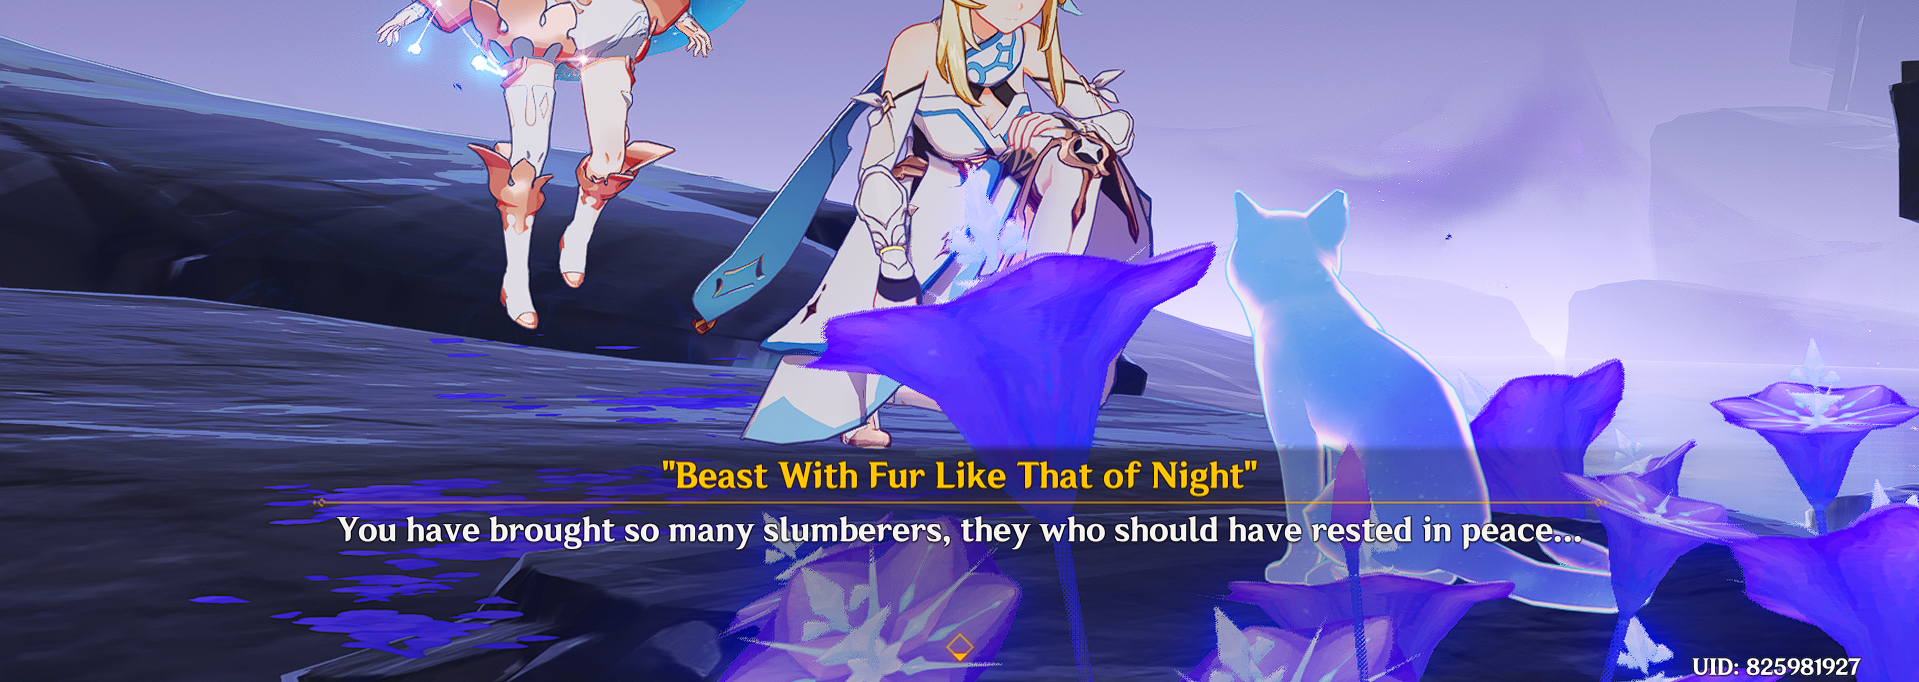 "Beast With Fur Like That of Night"
You have brought so many slumberers, they who should have rested in peace...
UID: 825981927